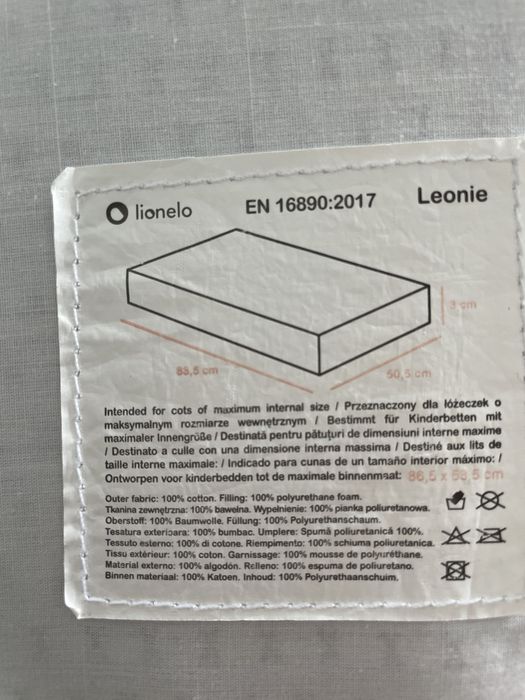 lionelo EN 16890:2017 Leonie
3 cm
83,5 cm 50,5 cm
Intended for cots of maximum internal size / Przeznaczony dla łóżeczek o
maksymalnym rozmiarze wewnętrznym / Bestimmt für Kinderbetten mit
maximaler Innengröße / Destinată pentru pătuțuri de dimensiuni interne maxime
/ Destinato a culle con una dimensione interna massima / Destiné aux lits de
taille interne maximale: / Indicado para cunas de un tamaño interior máximo: /
Ontworpen voor kinderbedden tot de maximale binnenmaat: 86,5 x 53,5 cm
Outer fabric: 100% cotton. Filling: 100% polyurethane foam.
Tkanina zewnętrzna: 100% bawełna. Wypełnienie: 100% pianka poliuretanowa.
Oberstoff: 100% Baumwolle. Füllung: 100% Polyurethanschaum.
Țesatura exterioara: 100% bumbac. Umplere: Spumă poliuretanică 100%.
Tessuto esterno: 100% di cotone. Riempimento: 100% schiuma poliuretanica.
Tissu extérieur: 100% coton. Garnissage: 100% mousse de polyuréthane.
Material externo: 100% algodón. Relleno: 100% espuma de poliuretano.
Binnen materiaal: 100% Katoen. Inhoud: 100% Polyurethaanschuim.